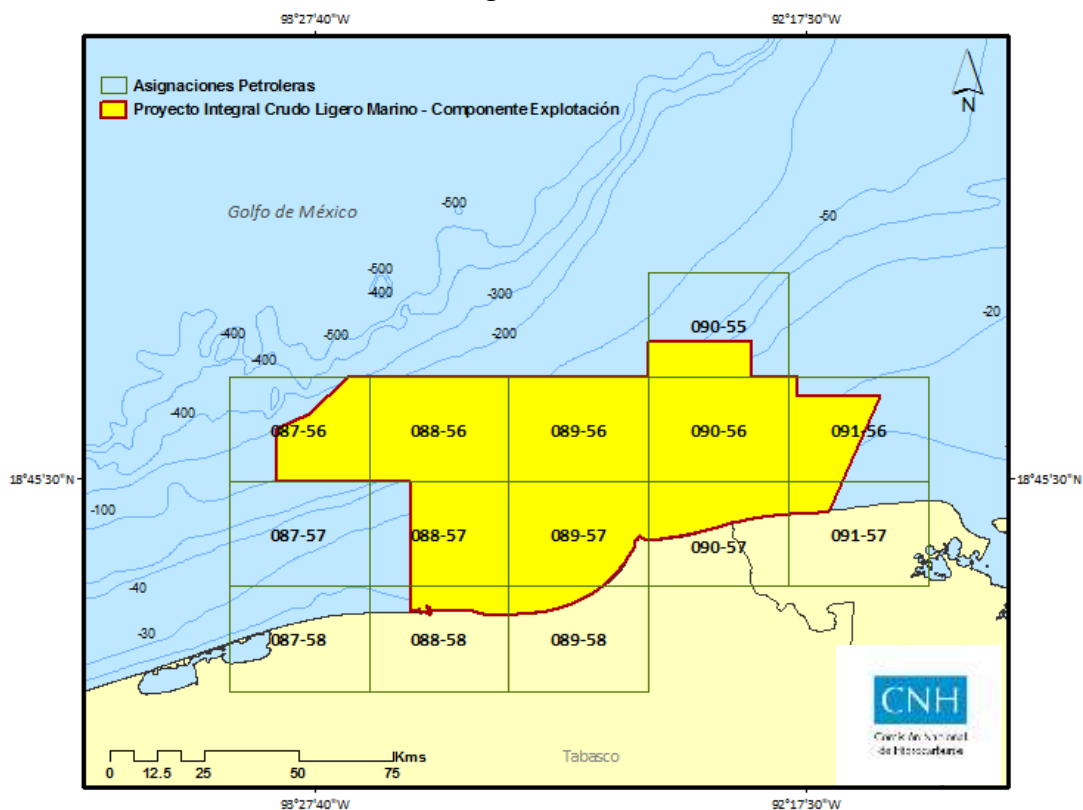 93°27'40"W
92°17'30"W
Asignaciones Petroleras
Proyecto Integral Crudo Ligero Marino - Componente Explotación
N
Golfo de México
-500
-50
-500
-400
-300
-20
-400
-500
-200
-400
090-55
-400
087-56
088-56
089-56
090-56
091-56
18°45'30"N
18°45'30"N
-100
087-57
088-57
089-57
090-57
091-57
-40
-30
087-58
088-58
089-58
CNH
Tabasco
Kms
0
12.5
25
50
75
93°27'40"W
92°17'30"W